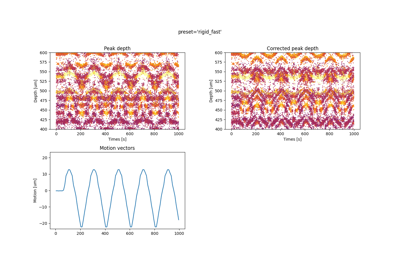 preset='rigid_fast'
Peak depth
Corrected peak depth
Depth [um]
600
575
550
525
500
475
450
425
400
0 200 400 600 800 1000
Times [s]
Depth [um]
600
575
550
525
500
475
450
425
400
0 200 400 600 800 1000
Times [s]
Motion vectors
Motion [um]
20
10
0
−10
−20
0 200 400 600 800 1000